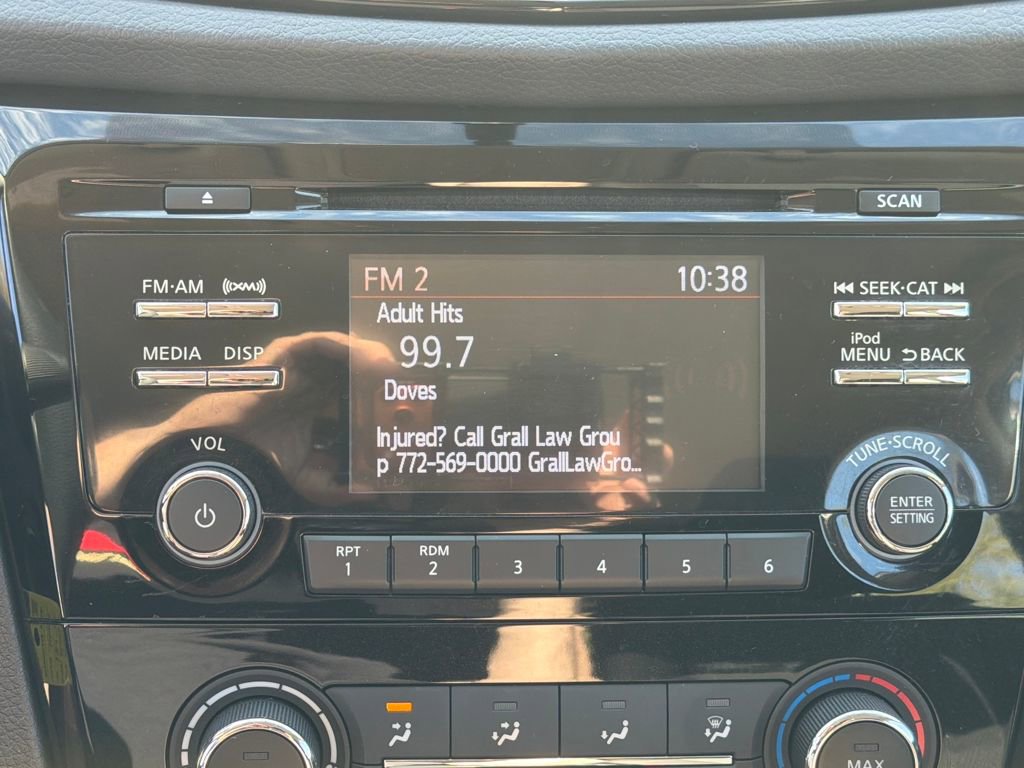 SCAN
FM·AM
((XM))
FM 2 10:38
Adult Hits
99.7
Doves
Injured? Call Grall Law Grou
p 772-569-0000 GrallLawGro...
SEEK·CAT
MEDIA DISP
iPod
MENU BACK
VOL
TUNE·SCROLL
ENTER
SETTING
RPT
1
RDM
2
3
4
5
6
MAX